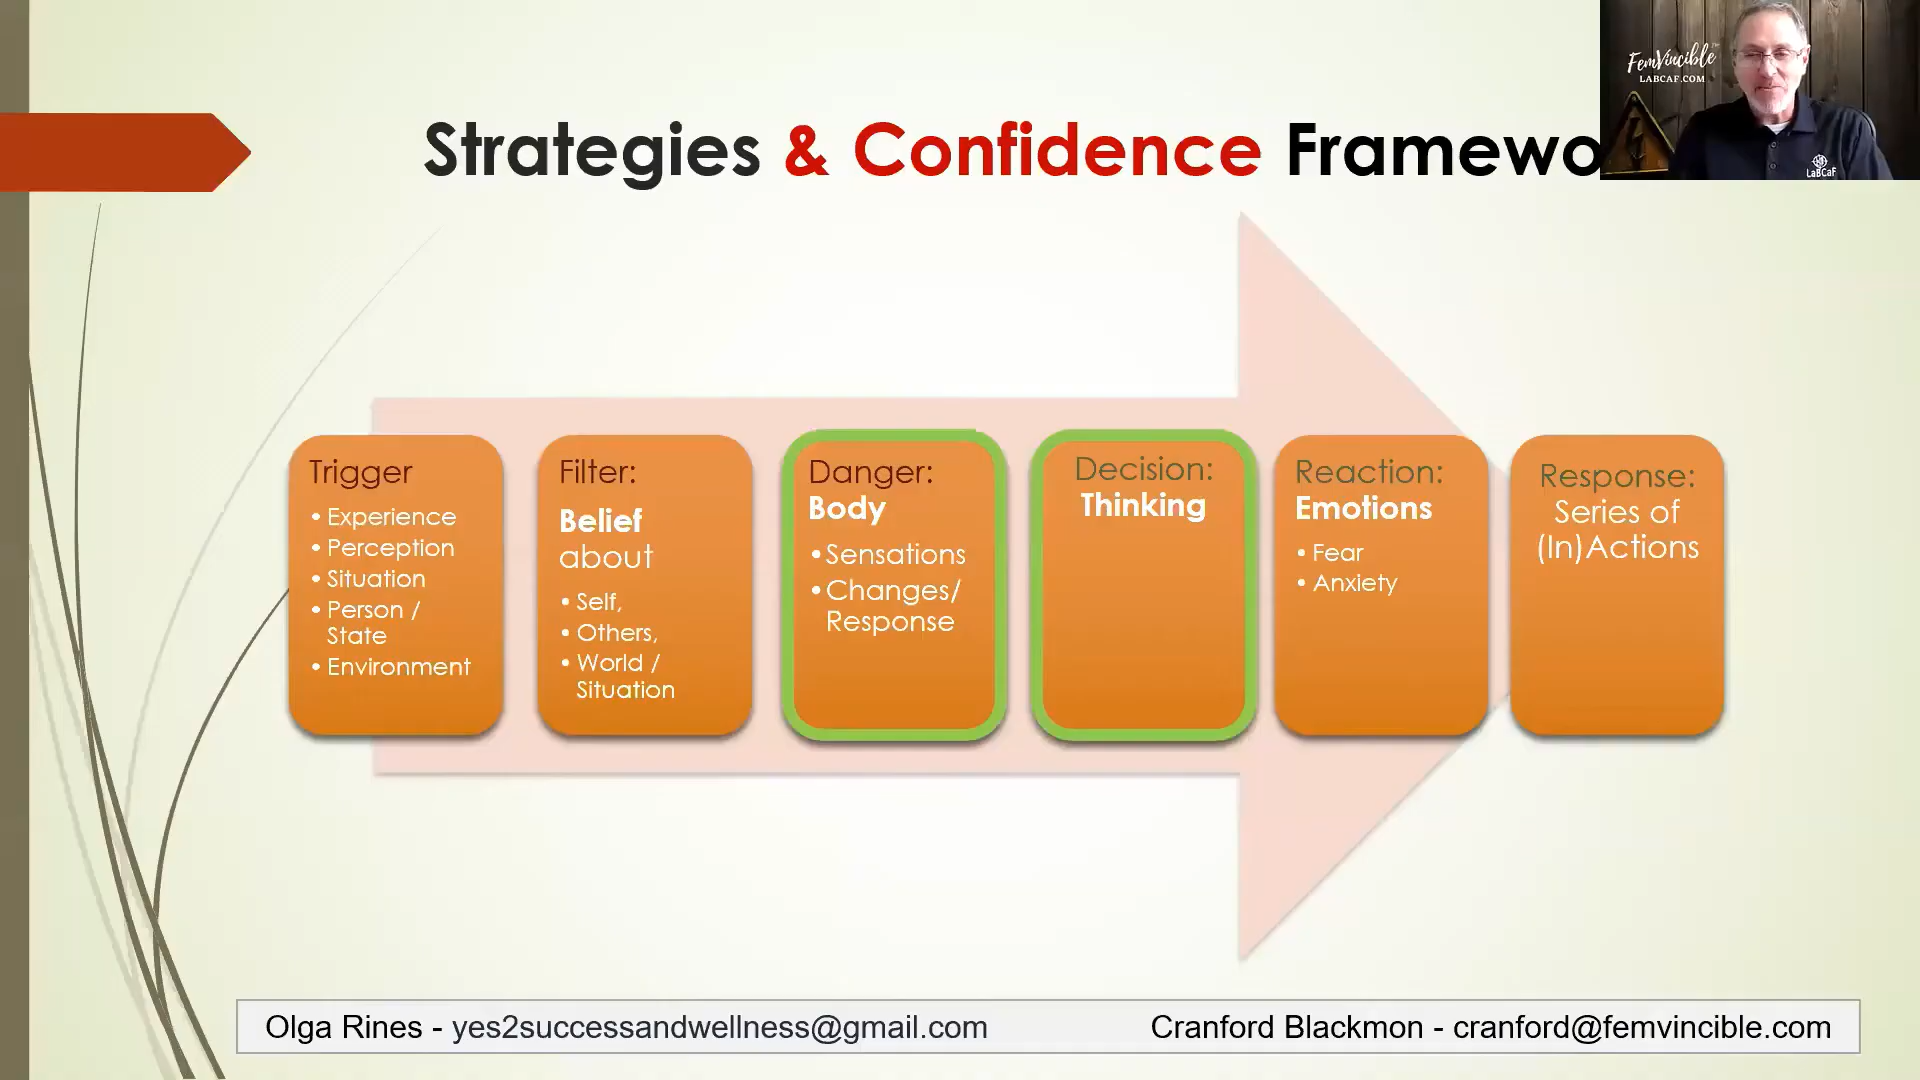 FemVincible
LABCAF.COM
LaBCaF
Strategies & Confidence Framewo
Trigger
• Experience
• Perception
• Situation
• Person /
State
• Environment
Filter:
Belief
about
• Self,
• Others,
• World /
Situation
Danger:
Body
• Sensations
• Changes/
Response
Decision:
Thinking
Reaction:
Emotions
• Fear
• Anxiety
Response:
Series of
(In)Actions
Olga Rines - yes2successandwellness@gmail.com
Cranford Blackmon - cranford@femvincible.com